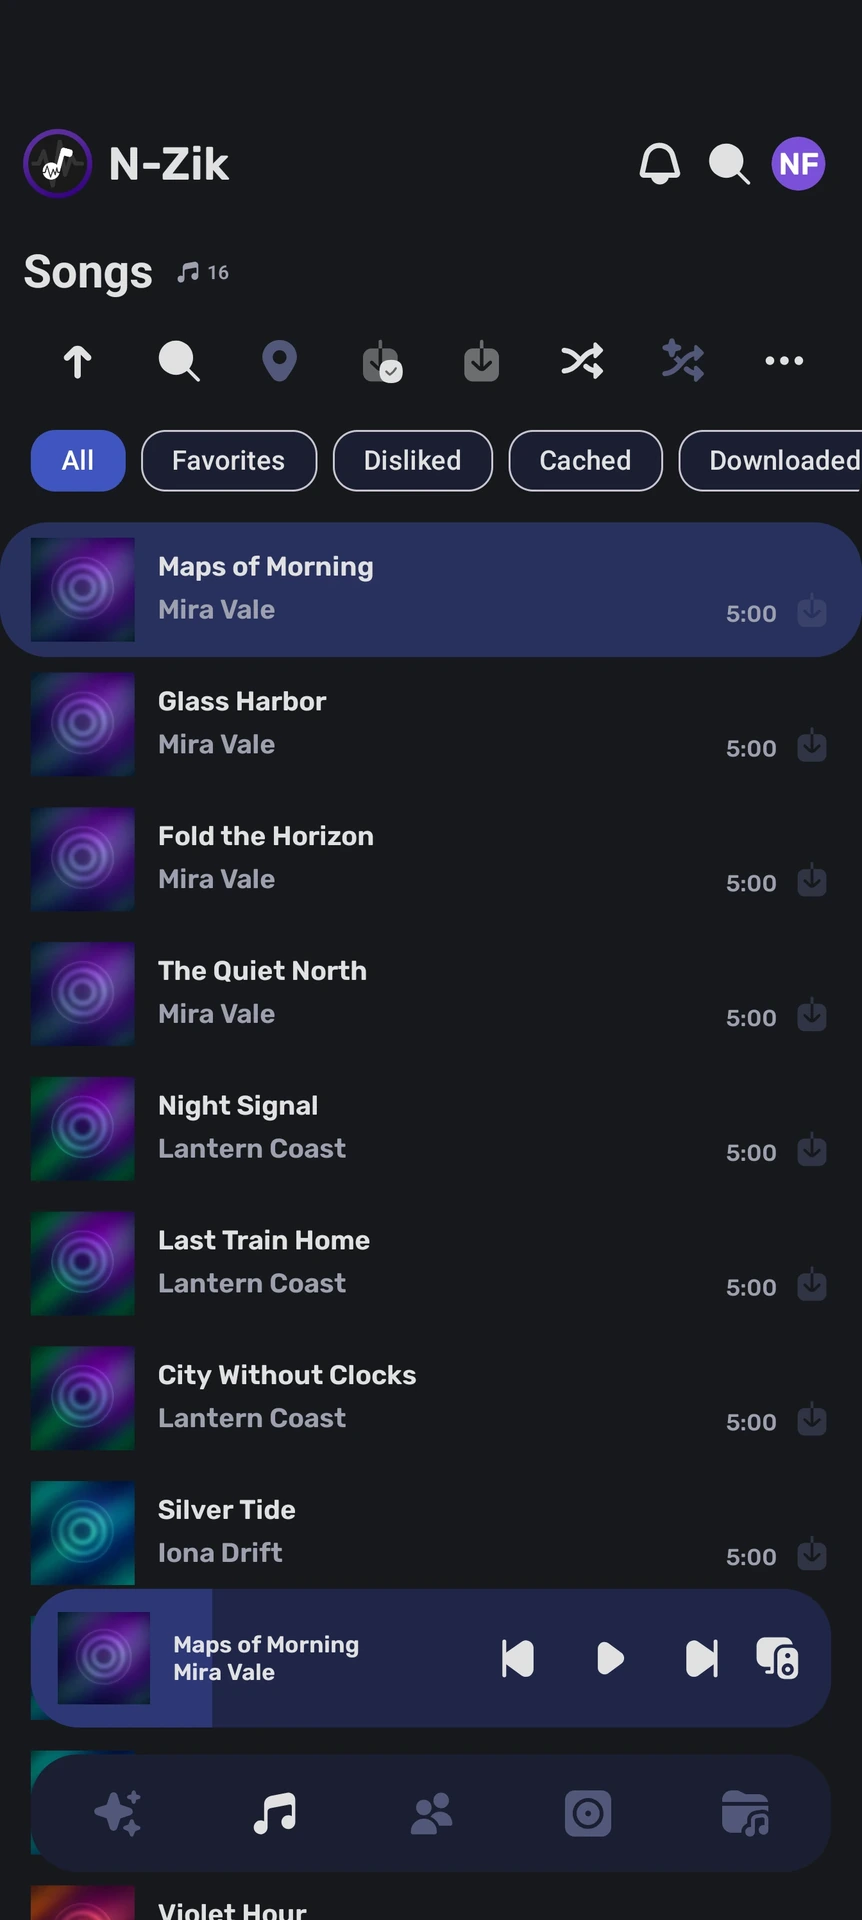 N-Zik
NF
Songs
16
All
Favorites
Disliked
Cached
Downloaded
Maps of Morning
Mira Vale
5:00
Glass Harbor
Mira Vale
5:00
Fold the Horizon
Mira Vale
5:00
The Quiet North
Mira Vale
5:00
Night Signal
Lantern Coast
5:00
Last Train Home
Lantern Coast
5:00
City Without Clocks
Lantern Coast
5:00
Silver Tide
Iona Drift
5:00
Maps of Morning
Mira Vale
Violet Hour